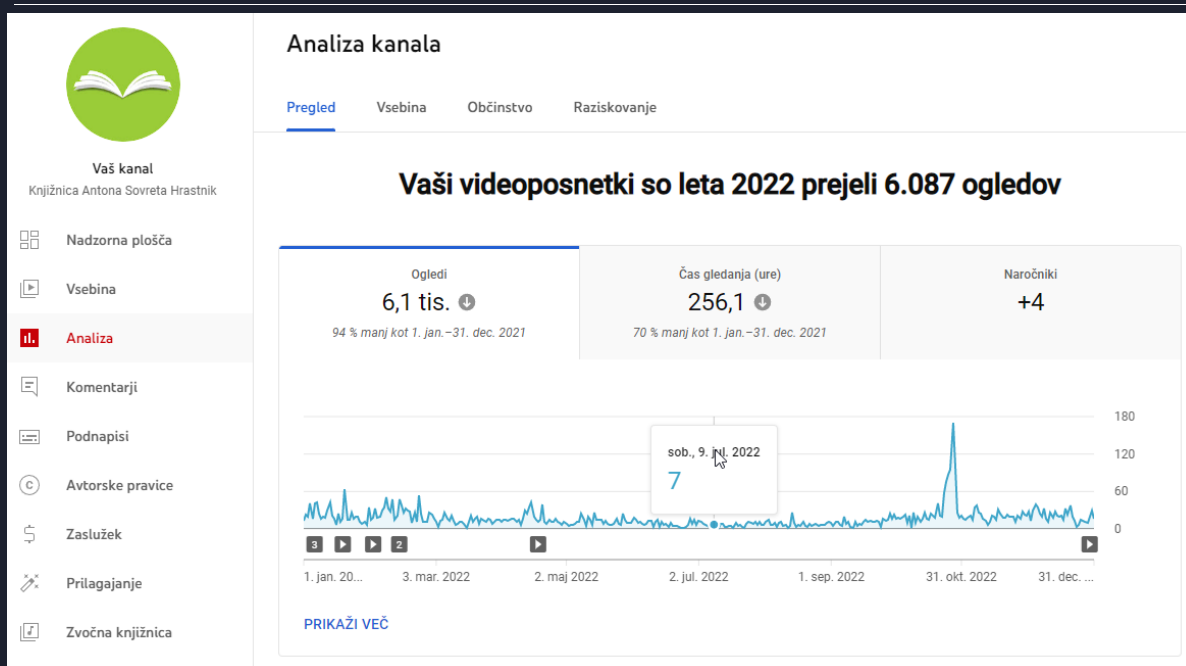 Analiza kanala
Pregled Vsebina Občinstvo Raziskovanje
Vaš kanal
Knjižnica Antona Sovreta Hrastnik
Nadzorna plošča
Vsebina
Analiza
Komentarji
Podnapisi
Avtorske pravice
Zaslužek
Prilagajanje
Zvočna knjižnica
Vaši videoposnetki so leta 2022 prejeli 6.087 ogledov
Ogledi
6,1 tis.
94 % manj kot 1. jan.–31. dec. 2021
Čas gledanja (ure)
256,1
70 % manj kot 1. jan.–31. dec. 2021
Naročniki
+4
sob., 9. jul. 2022
7
180
120
60
0
3 2
1. jan. 20... 3. mar. 2022 2. maj 2022 2. jul. 2022 1. sep. 2022 31. okt. 2022 31. dec. ...
PRIKAŽI VEČ